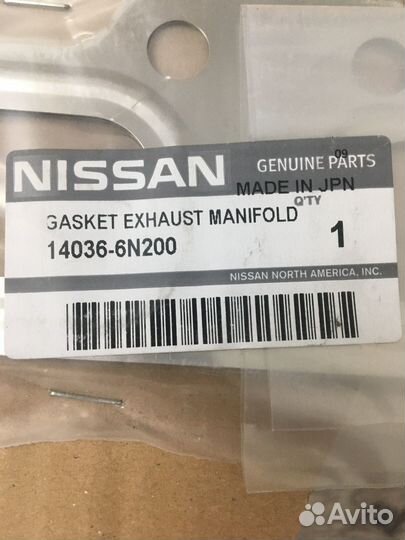 NISSAN
GENUINE PARTS
09
MADE IN JPN
Q'TY
GASKET EXHAUST MANIFOLD
14036-6N200
1
NISSAN NORTH AMERICA, INC.
Avito